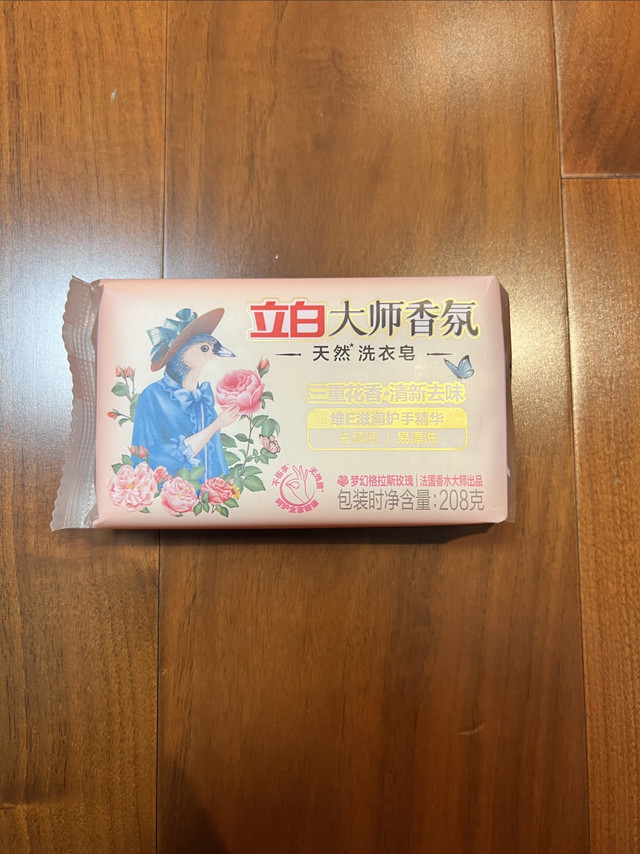 立白大师香氛
天然*洗衣皂
三重花香·清新去味
维E滋润护手精华
去顽渍 | 易漂洗
梦幻格拉斯玫瑰 | 法国香水大师出品
包装时净含量:208克